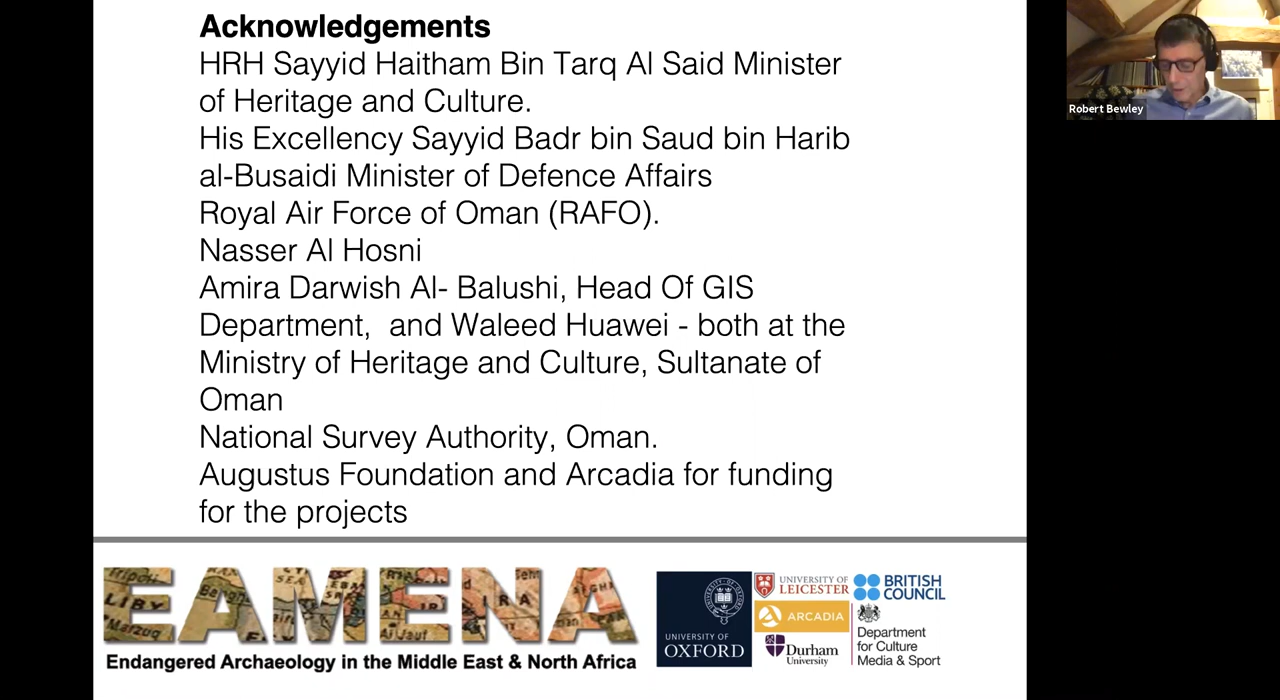 Acknowledgements
HRH Sayyid Haitham Bin Tarq Al Said Minister
of Heritage and Culture.
His Excellency Sayyid Badr bin Saud bin Harib
al-Busaidi Minister of Defence Affairs
Royal Air Force of Oman (RAFO).
Nasser Al Hosni
Amira Darwish Al- Balushi, Head Of GIS
Department,  and Waleed Huawei - both at the
Ministry of Heritage and Culture, Sultanate of
Oman
National Survey Authority, Oman.
Augustus Foundation and Arcadia for funding
for the projects
EAMENA
Endangered Archaeology in the Middle East & North Africa
UNIVERSITY OF
OXFORD
UNIVERSITY OF
LEICESTER
BRITISH
COUNCIL
ARCADIA
Durham
University
Department
for Culture
Media & Sport
Robert Bewley